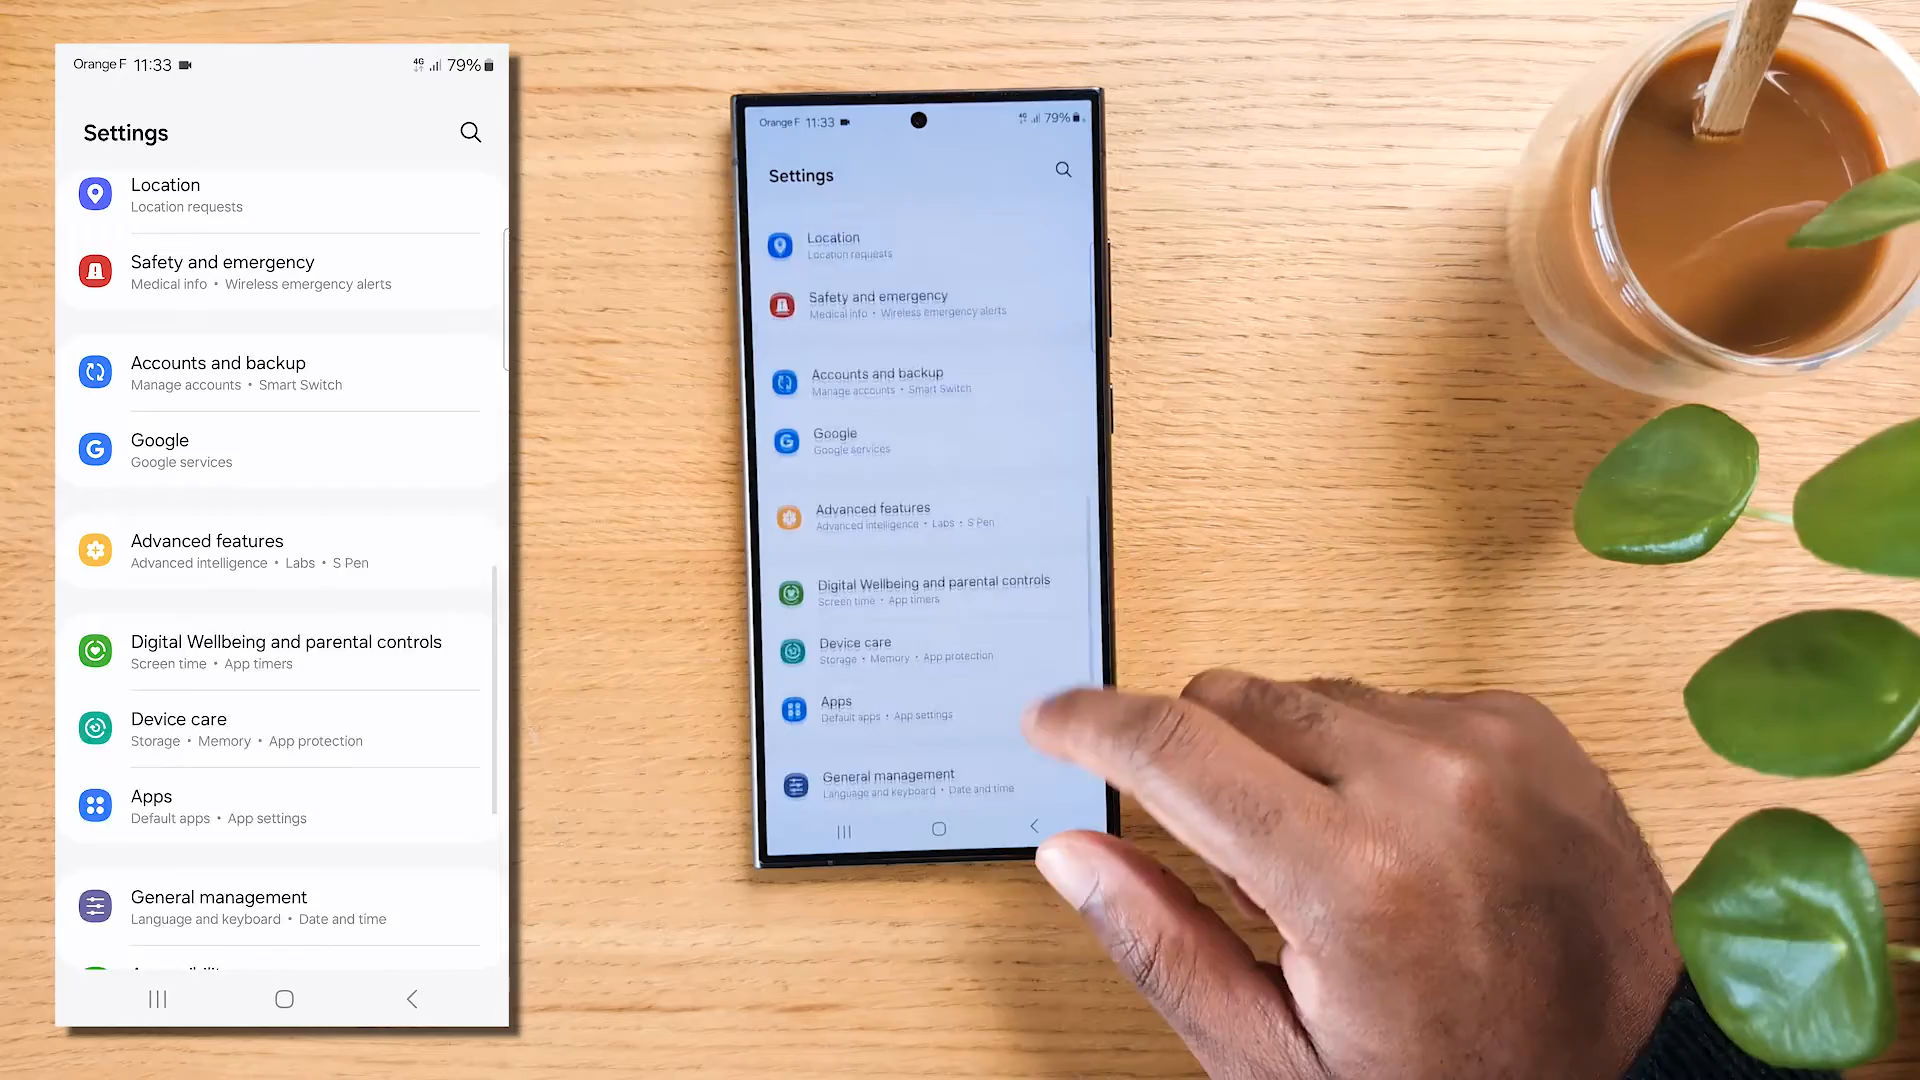 Orange F 11:33 4G 79%
Settings
Location
Location requests
Safety and emergency
Medical info • Wireless emergency alerts
Accounts and backup
Manage accounts • Smart Switch
Google
Google services
Advanced features
Advanced intelligence • Labs • S Pen
Digital Wellbeing and parental controls
Screen time • App timers
Device care
Storage • Memory • App protection
Apps
Default apps • App settings
General management
Language and keyboard • Date and time
Orange F 11:33 4G 79%
Settings
Location
Location requests
Safety and emergency
Medical info • Wireless emergency alerts
Accounts and backup
Manage accounts • Smart Switch
Google
Google services
Advanced features
Advanced intelligence • Labs • S Pen
Digital Wellbeing and parental controls
Screen time • App timers
Device care
Storage • Memory • App protection
Apps
Default apps • App settings
General management
Language and keyboard • Date and time